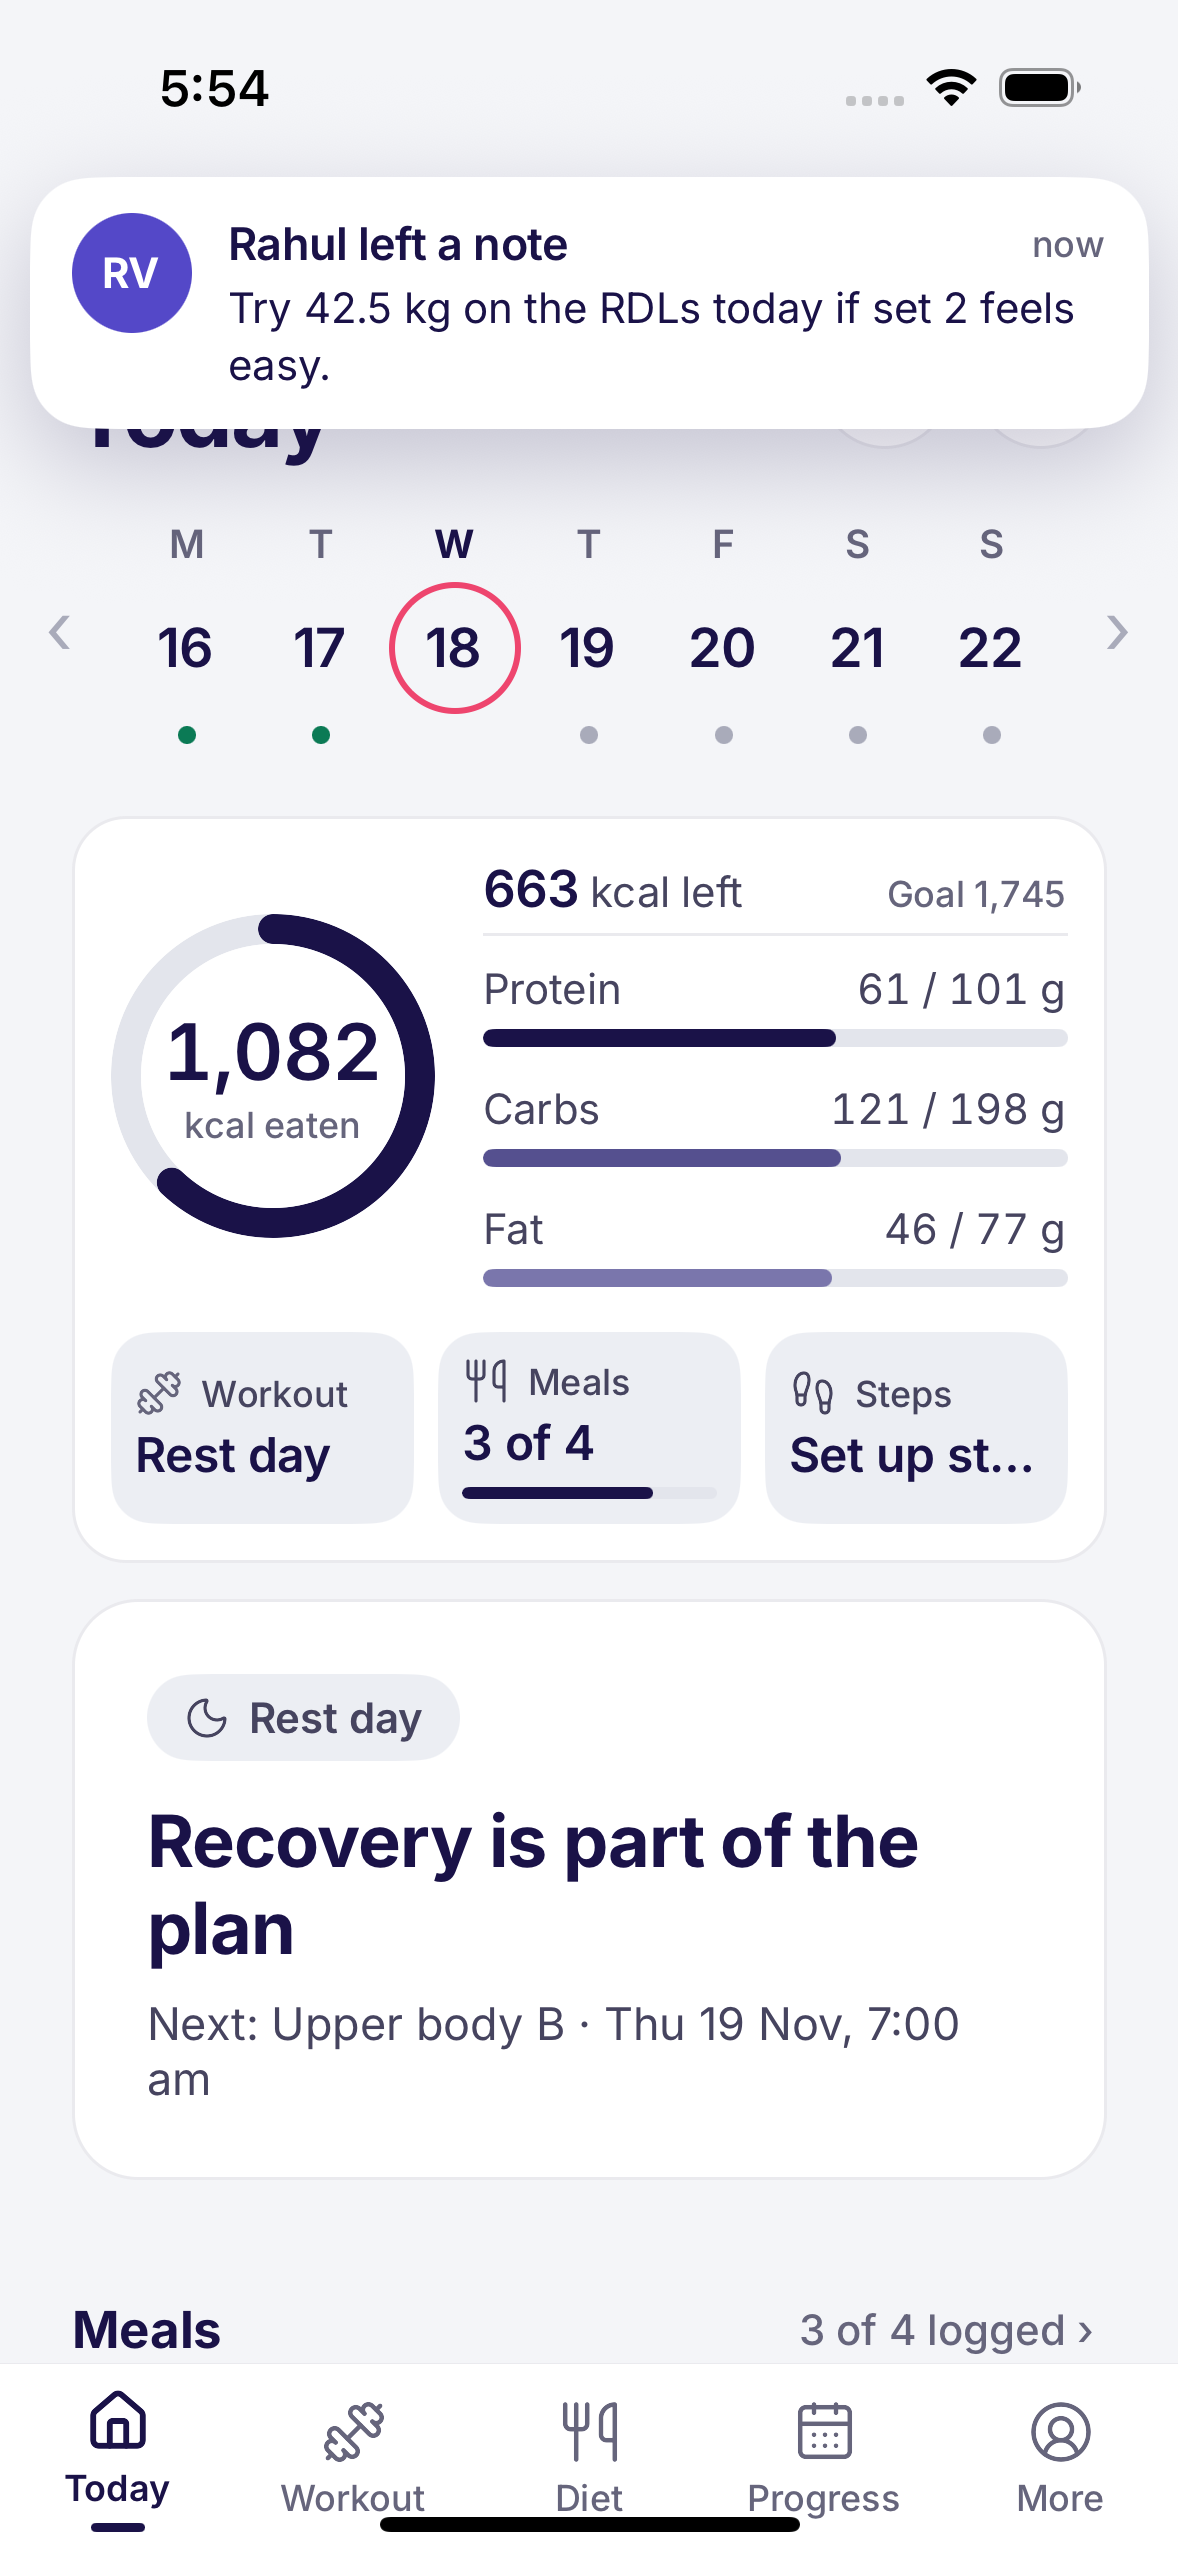 5:54
RV
Rahul left a note
now
Try 42.5 kg on the RDLs today if set 2 feels
easy.
Today
M T W T F S S
‹ 16 17 18 19 20 21 22 ›
663 kcal left
Goal 1,745
1,082
kcal eaten
Protein 61 / 101 g
Carbs 121 / 198 g
Fat 46 / 77 g
Workout
Rest day
Meals
3 of 4
Steps
Set up st...
Rest day
Recovery is part of the
plan
Next: Upper body B · Thu 19 Nov, 7:00
am
Meals
3 of 4 logged ›
Today Workout Diet Progress More